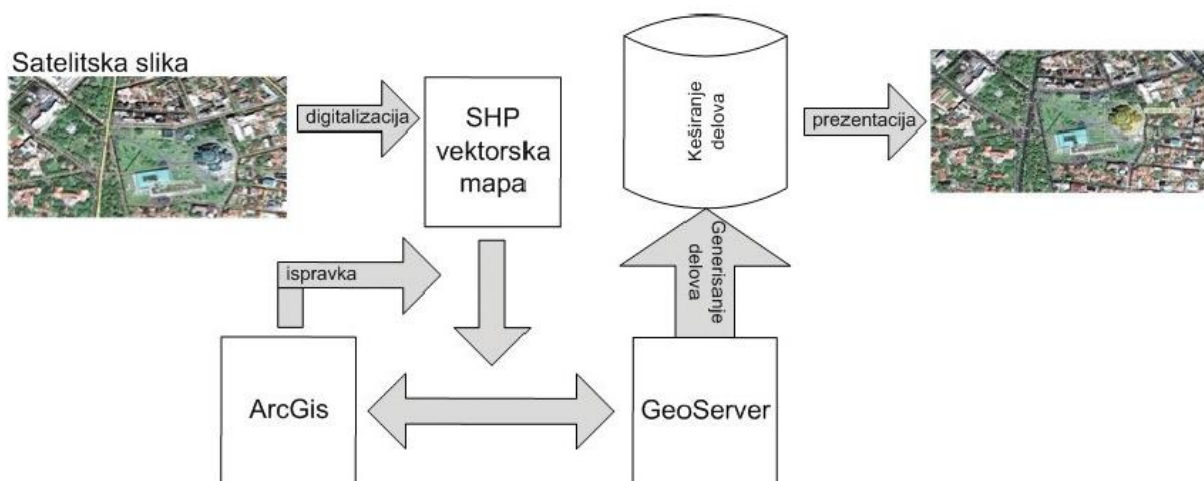 Satelitska slika
digitalizacija
SHP
vektorska
mapa
Keširanje
delova
prezentacija
ispravka
Generisanje
delova
ArcGis
GeoServer